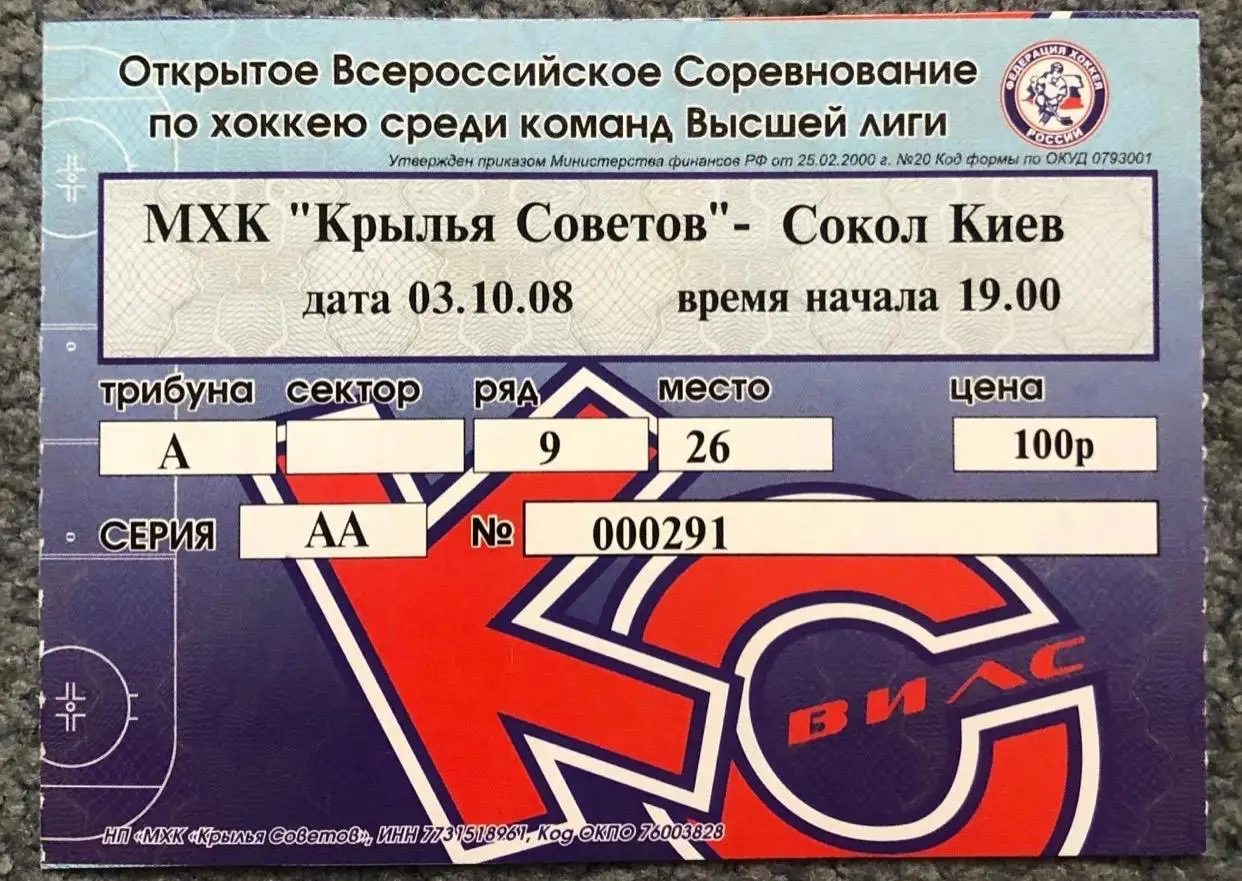 Открытое Всероссийское Соревнование
по хоккею среди команд Высшей лиги
ФЕДЕРАЦИЯ ХОККЕЯ РОССИИ
Утвержден приказом Министерства финансов РФ от 25.02.2000 г. №20 Код формы по ОКУД 0793001
МХК "Крылья Советов"- Сокол Киев
дата 03.10.08 время начала 19.00
трибуна сектор ряд место цена
А 9 26 100р
СЕРИЯ АА № 000291
КС
ВИЛС
НП «МХК «Крылья Советов», ИНН 7731518961, Код ОКПО 76003828